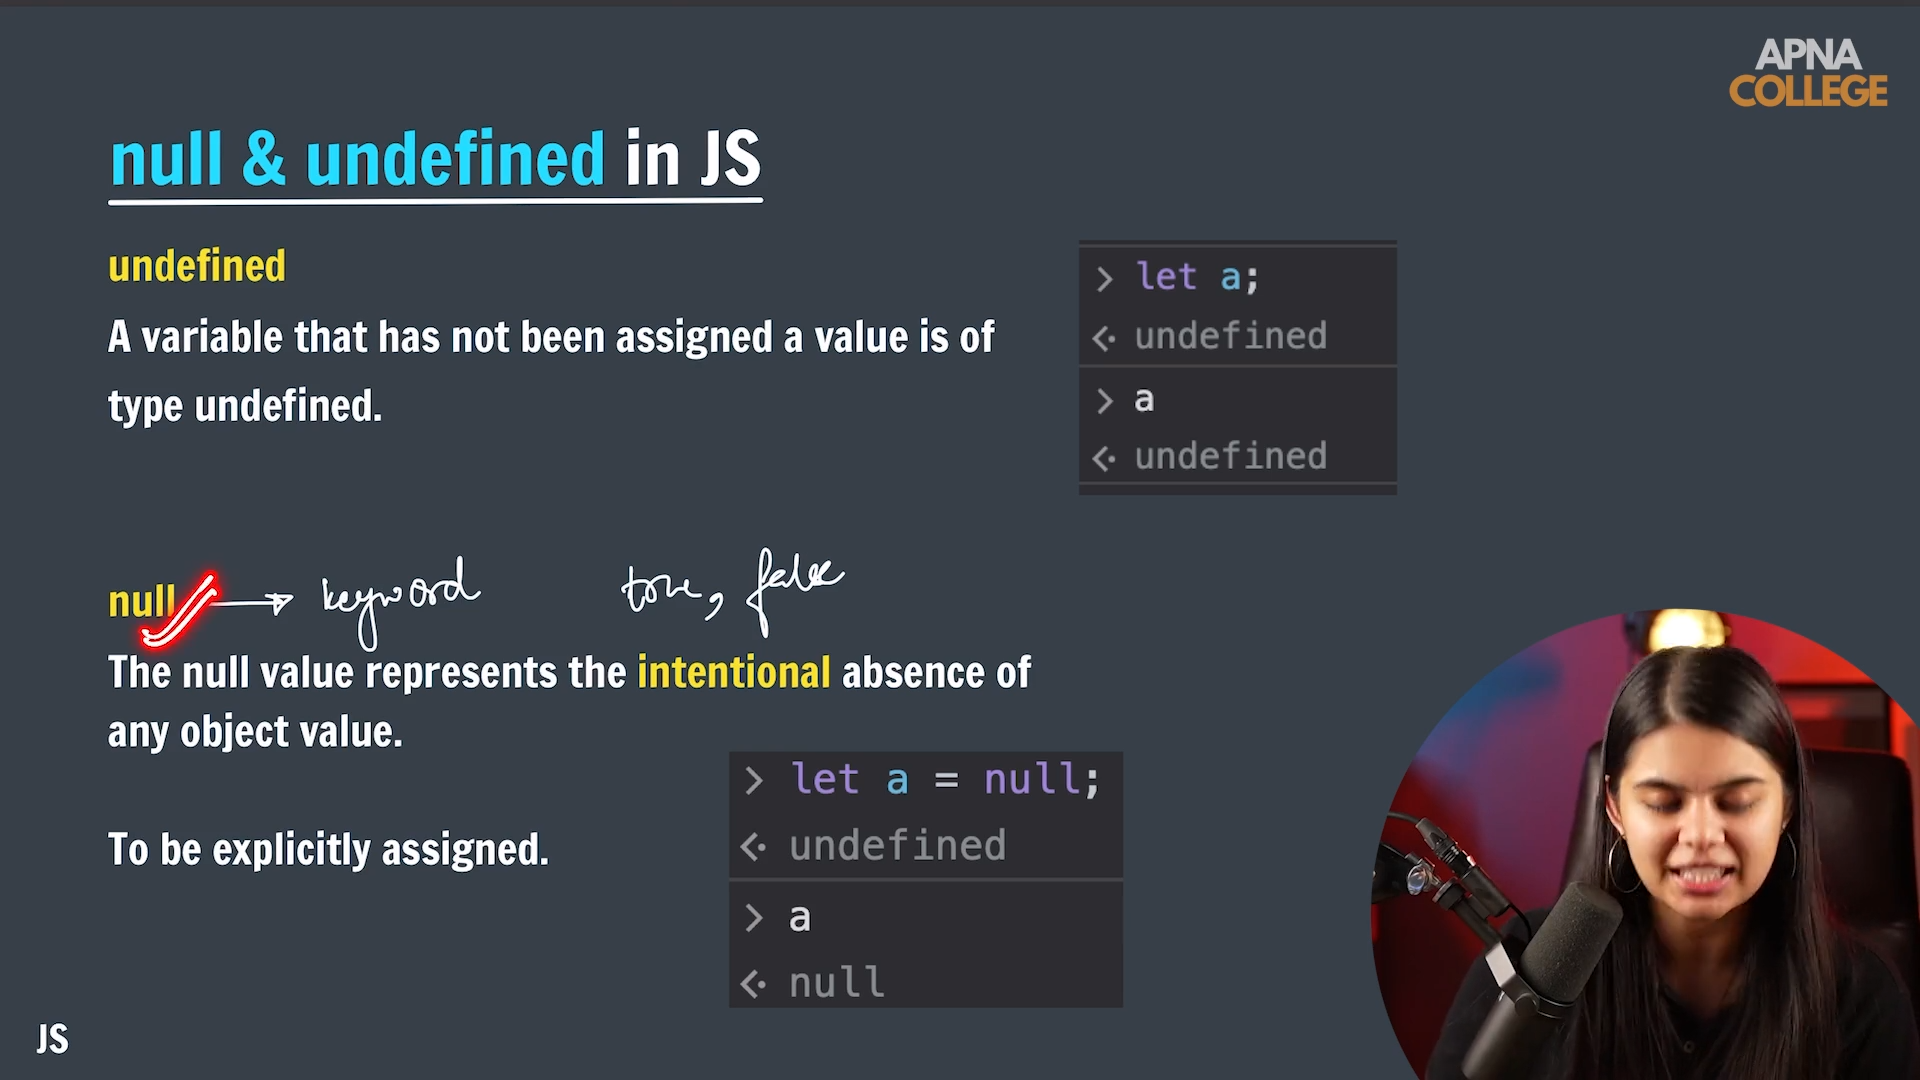 APNA
COLLEGE
null & undefined in JS
undefined
A variable that has not been assigned a value is of
type undefined.
> let a;
<· undefined
> a
<· undefined
null → keyword true, false
The null value represents the intentional absence of
any object value.
To be explicitly assigned.
> let a = null;
<· undefined
> a
<· null
JS